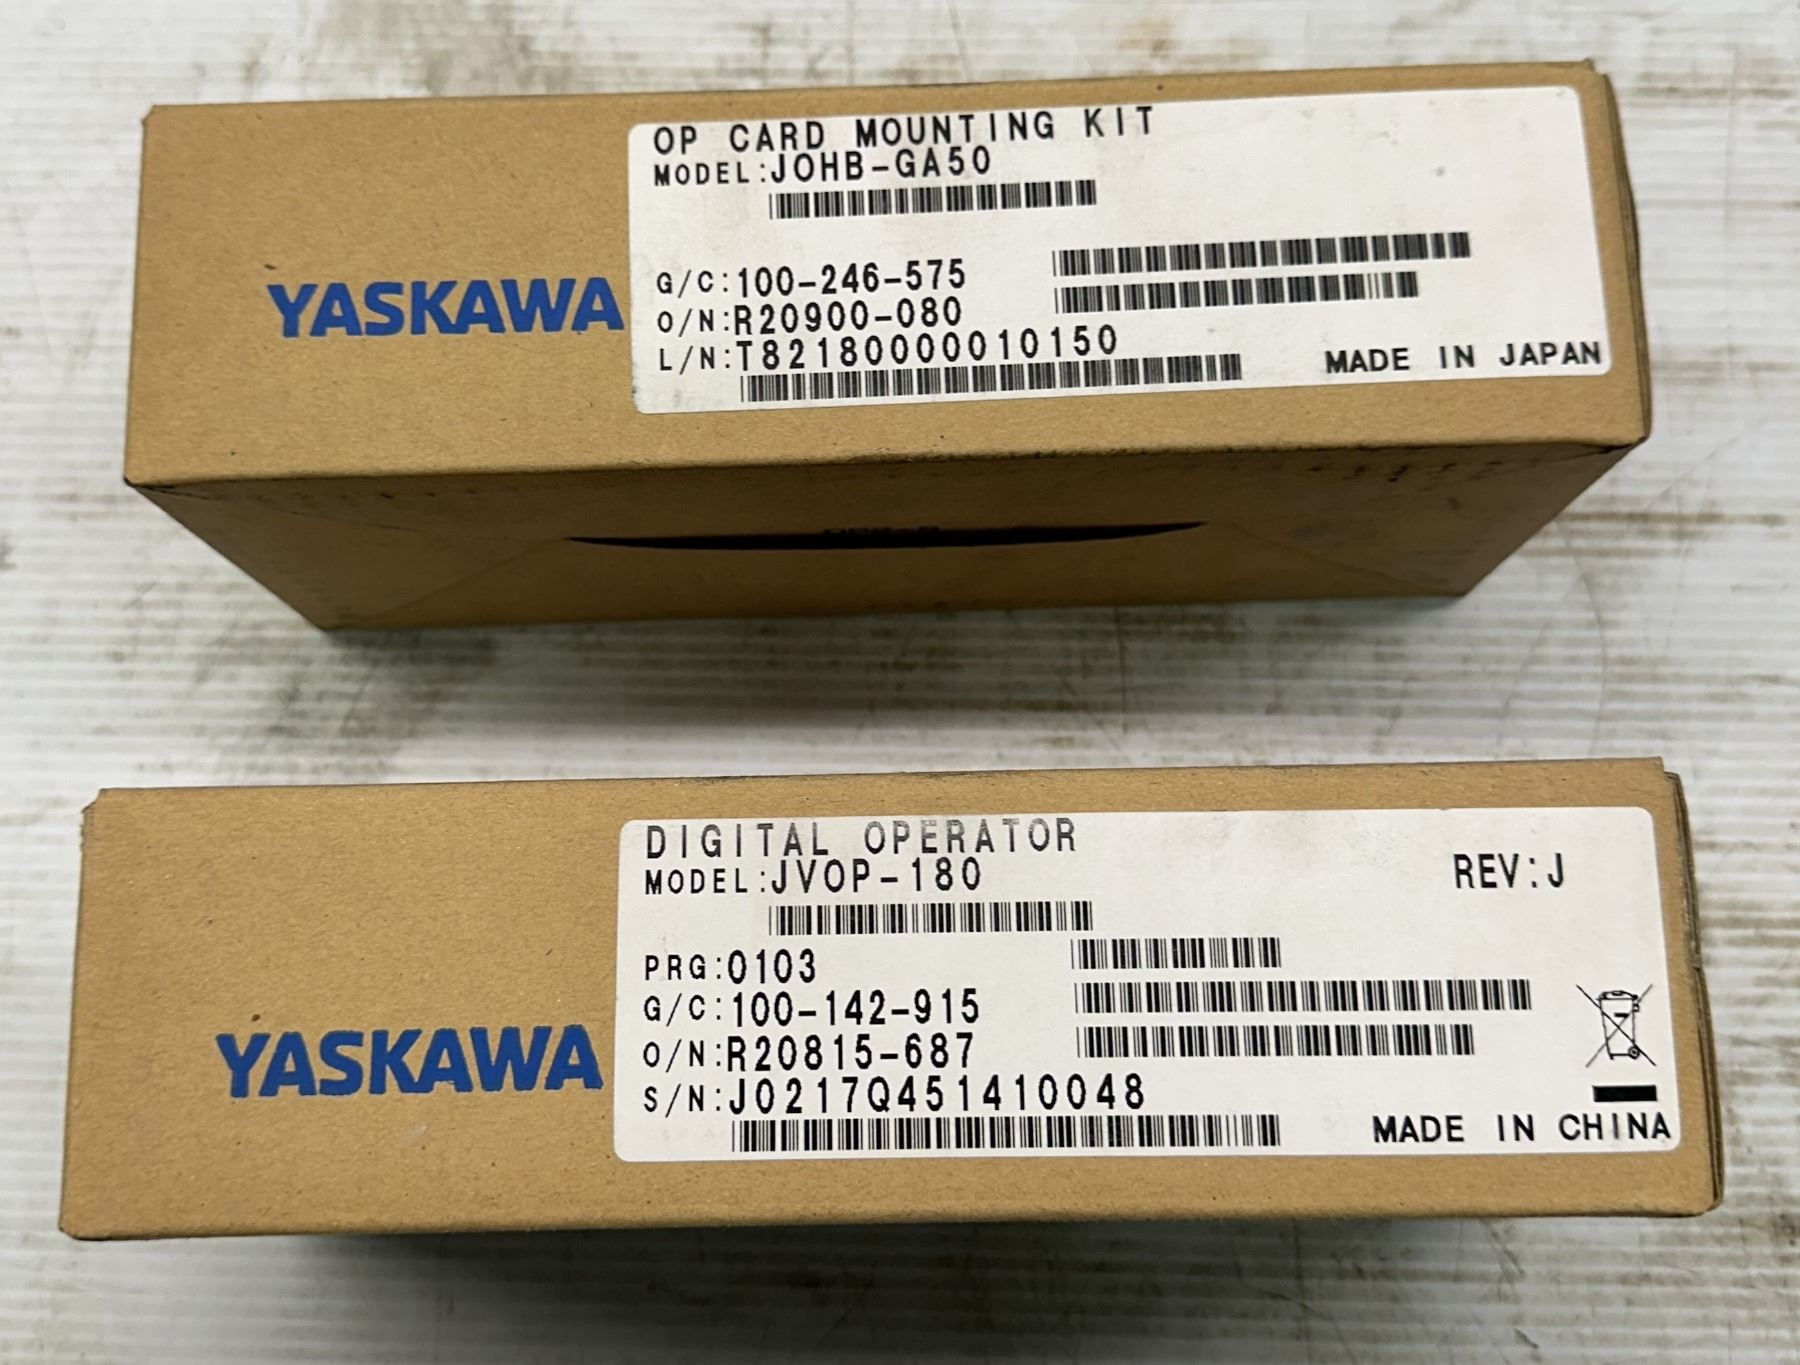 OP CARD MOUNTING KIT
MODEL:JOHB-GA50
YASKAWA
G/C:100-246-575
O/N:R20900-080
L/N:T82180000010150
MADE IN JAPAN
DIGITAL OPERATOR
MODEL:JVOP-180
REV:J
PRG:0103
YASKAWA
G/C:100-142-915
O/N:R20815-687
S/N:J0217Q451410048
MADE IN CHINA